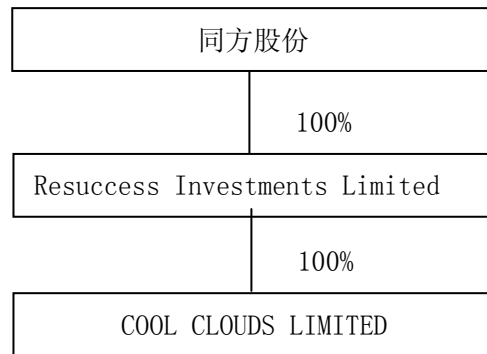 同方股份
100%
Resuccess Investments Limited
100%
COOL CLOUDS LIMITED